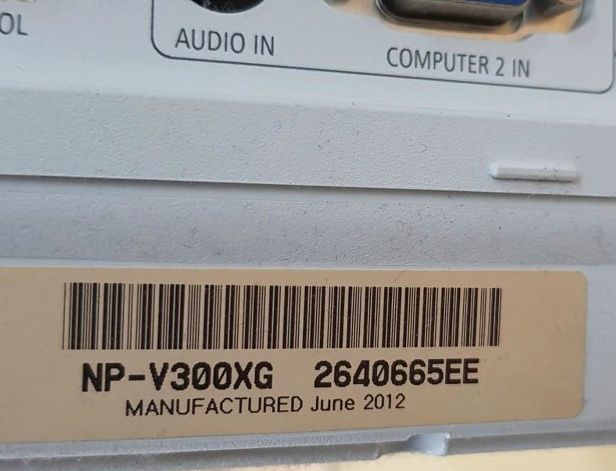 OL
AUDIO IN
COMPUTER 2 IN
NP-V300XG 2640665EE
MANUFACTURED June 2012